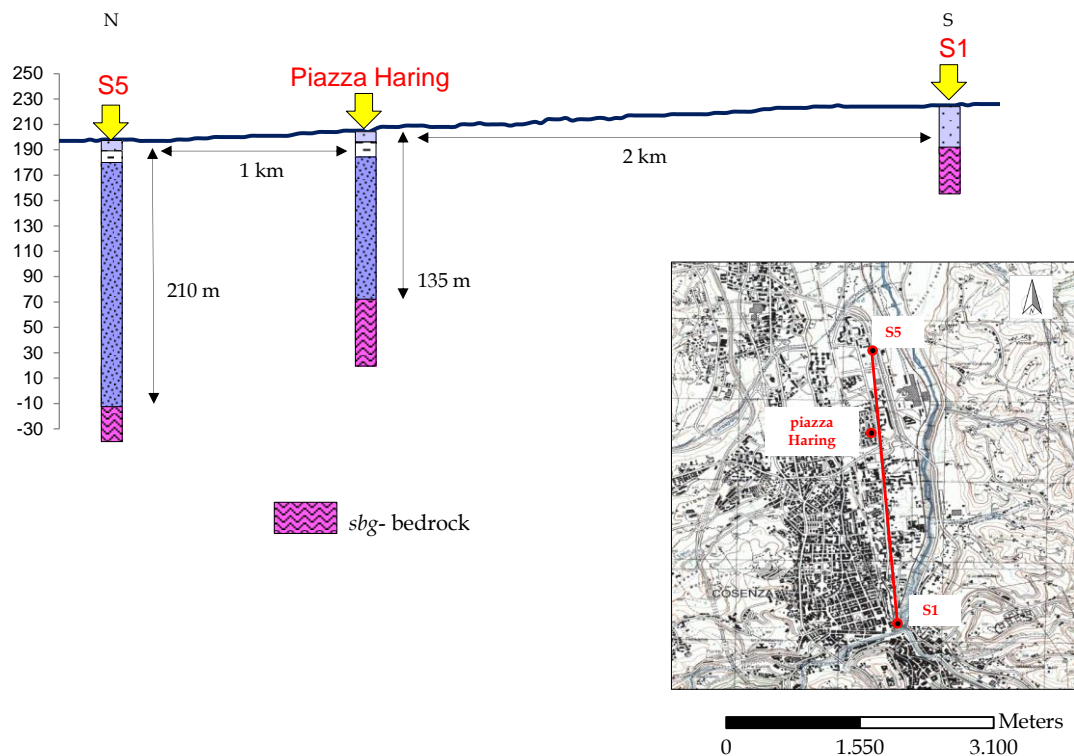 N
S
S5
Piazza Haring
S1
250
230
210
190
170
150
130
110
90
70
50
30
10
-10
-30
1 km
2 km
210 m
135 m
sbg- bedrock
N
S5
piazza
Haring
COSENZA
S1
Meters
0 1.550 3.100